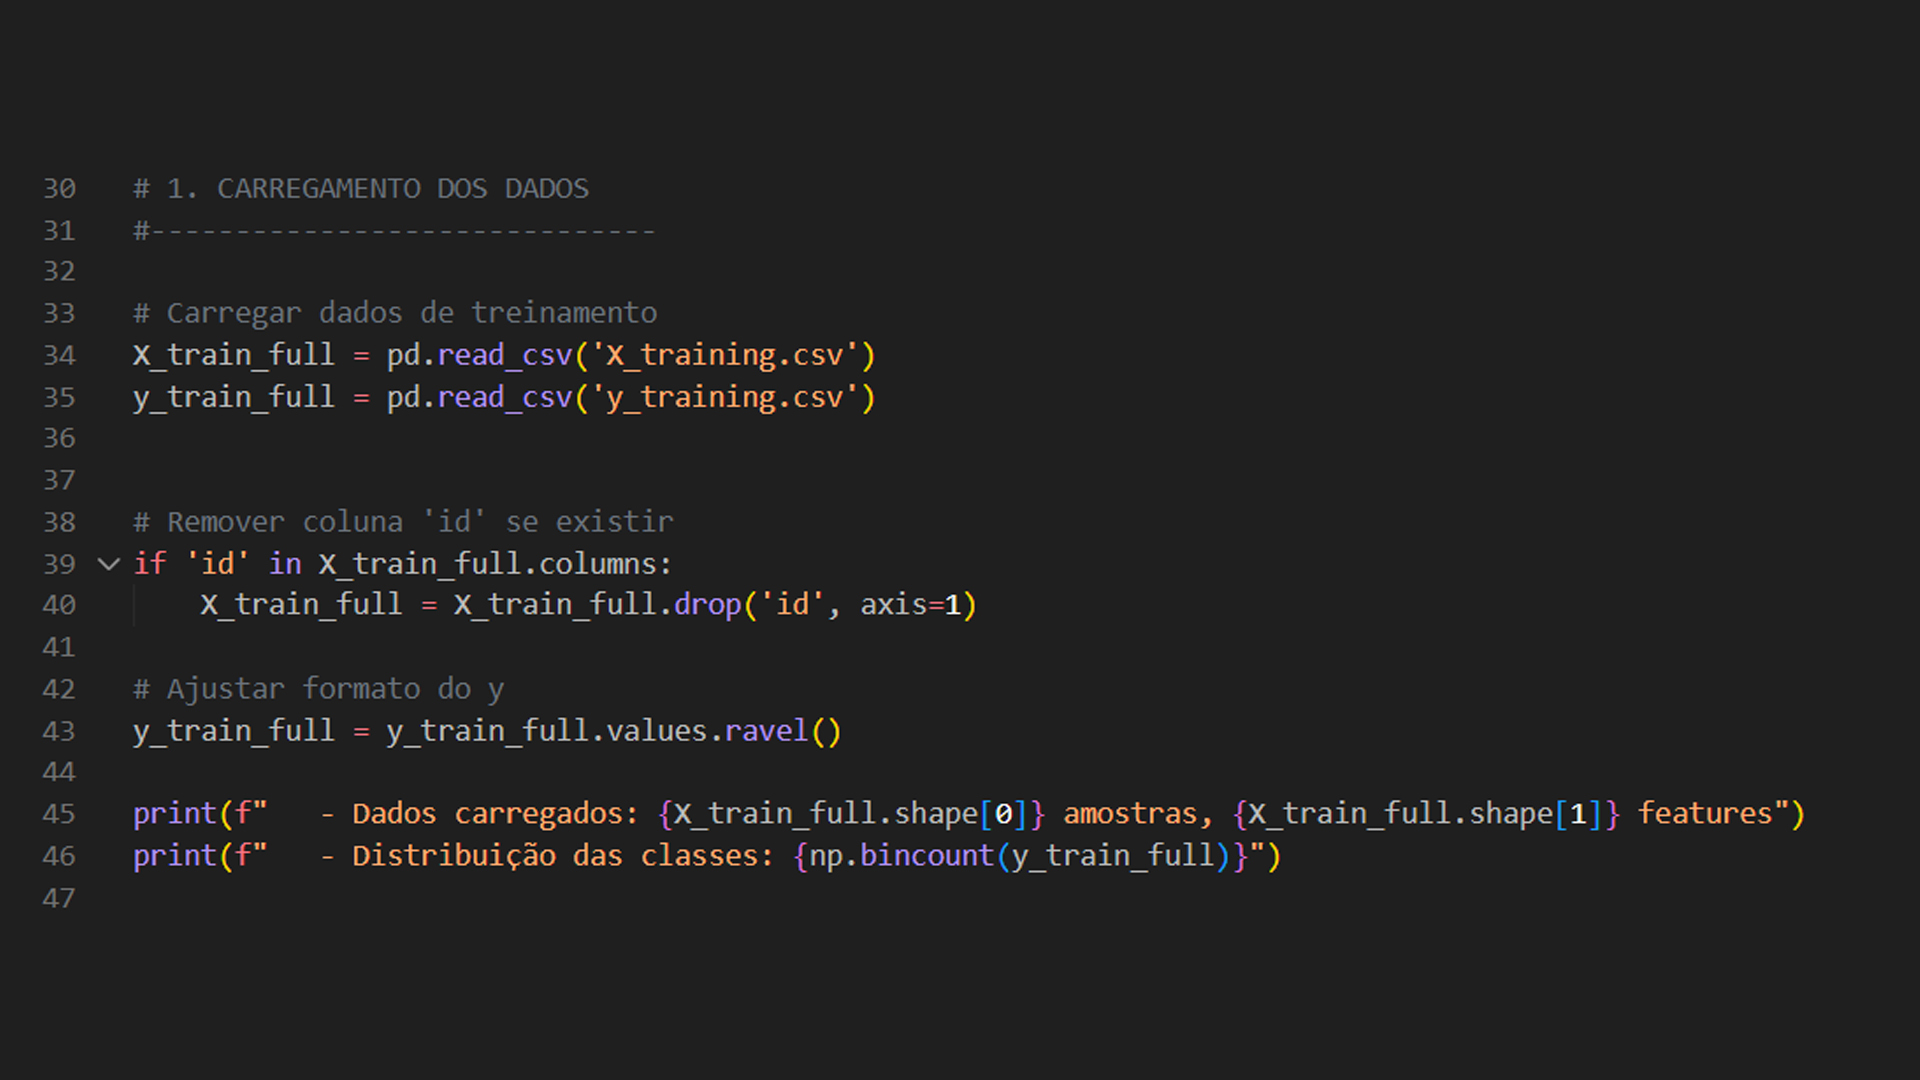 30 # 1. CARREGAMENTO DOS DADOS
31 #------------------------------
32
33 # Carregar dados de treinamento
34 X_train_full = pd.read_csv('X_training.csv')
35 y_train_full = pd.read_csv('y_training.csv')
36
37
38 # Remover coluna 'id' se existir
39 if 'id' in X_train_full.columns:
40     X_train_full = X_train_full.drop('id', axis=1)
41
42 # Ajustar formato do y
43 y_train_full = y_train_full.values.ravel()
44
45 print(f"   - Dados carregados: {X_train_full.shape[0]} amostras, {X_train_full.shape[1]} features")
46 print(f"   - Distribuição das classes: {np.bincount(y_train_full)}")
47